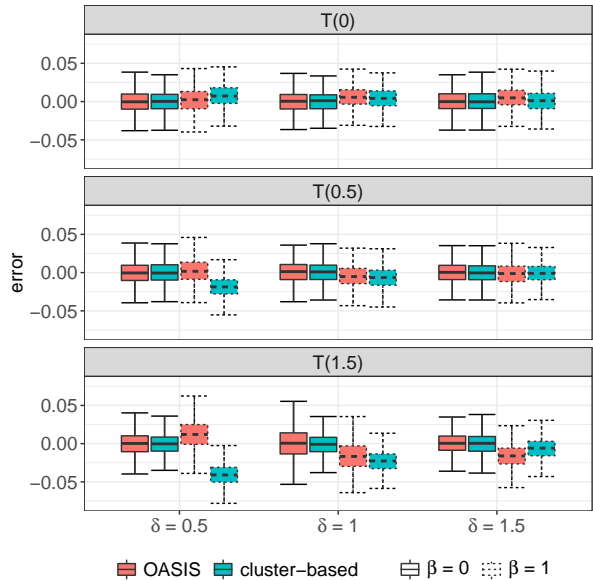 T(0)
0.05
0.00
−0.05
T(0.5)
0.05
0.00
−0.05
error
T(1.5)
0.05
0.00
−0.05
δ = 0.5 δ = 1 δ = 1.5
OASIS cluster−based β = 0 β = 1